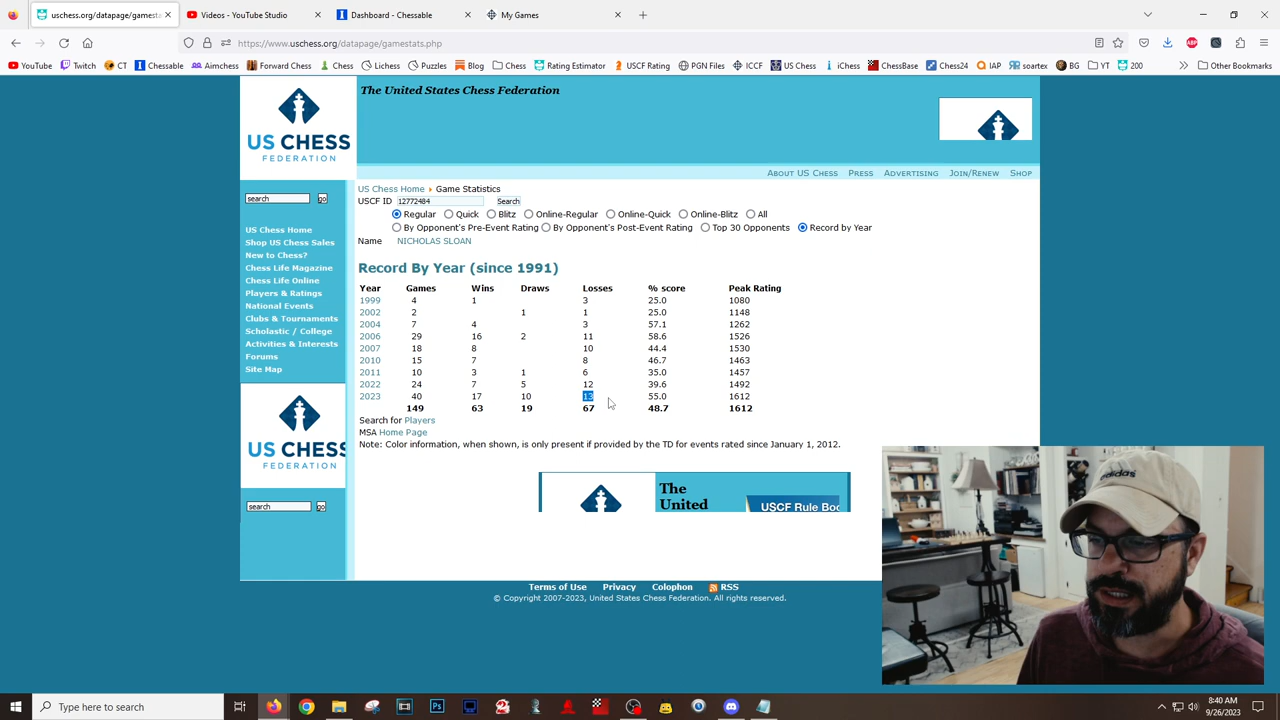 uschess.org/datapage/gamesta
Videos - YouTube Studio
Dashboard - Chessable
My Games
https://www.uschess.org/datapage/gamestats.php
YouTube Twitch CT Chessable Aimchess Forward Chess Chess Lichess Puzzles Blog Chess Rating Estimator USCF Rating PGN Files ICCF US Chess iChess ChessBase Chess24 IAP soartex BG YT 200 Other Bookmarks
The United States Chess Federation
US CHESS
FEDERATION
About US Chess Press Advertising Join/Renew Shop
search go
US Chess Home
Shop US Chess Sales
New to Chess?
Chess Life Magazine
Chess Life Online
Players & Ratings
National Events
Clubs & Tournaments
Scholastic / College
Activities & Interests
Forums
Site Map
US CHESS
FEDERATION
search go
US Chess Home Game Statistics
USCF ID 12772484 Search
Regular Quick Blitz Online-Regular Online-Quick Online-Blitz All
By Opponent's Pre-Event Rating By Opponent's Post-Event Rating Top 30 Opponents Record by Year
Name NICHOLAS SLOAN
Record By Year (since 1991)
Year Games Wins Draws Losses % score Peak Rating
1999 4 1 3 25.0 1080
2002 2 1 1 25.0 1148
2004 7 4 3 57.1 1262
2006 29 16 2 11 58.6 1526
2007 18 8 10 44.4 1530
2010 15 7 8 46.7 1463
2011 10 3 1 6 35.0 1457
2022 24 7 5 12 39.6 1492
2023 40 17 10 13 55.0 1612
149 63 19 67 48.7 1612
Search for Players
MSA Home Page
Note: Color information, when shown, is only present if provided by the TD for events rated since January 1, 2012.
The
United
USCF Rule Boo
Terms of Use Privacy Colophon RSS
© Copyright 2007-2023, United States Chess Federation. All rights reserved.
adidas
Type here to search
8:40 AM
9/26/2023